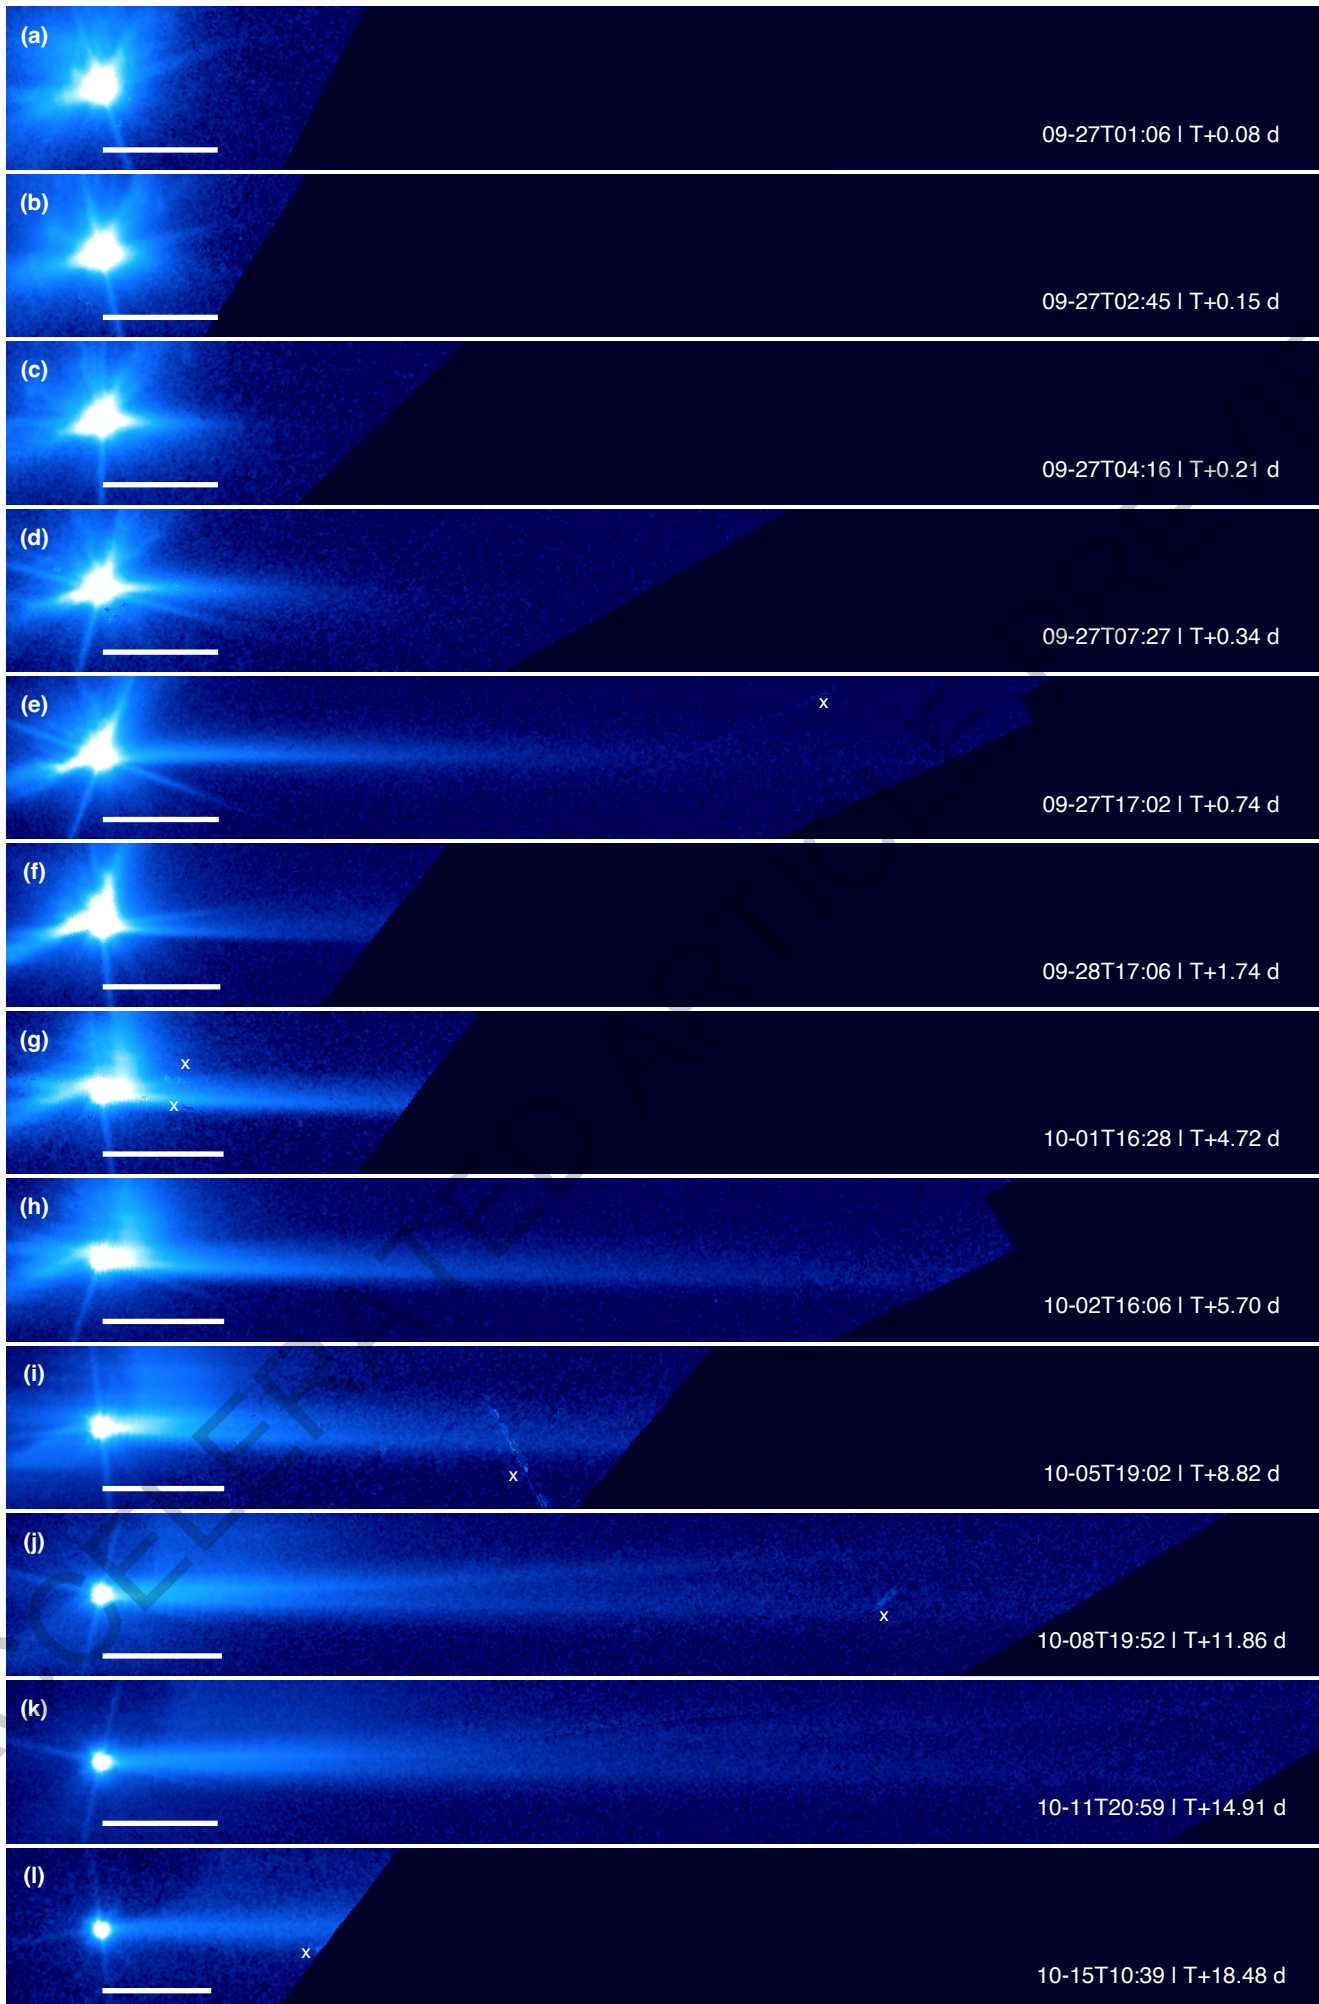 (a)
09-27T01:06 | T+0.08 d
(b)
09-27T02:45 | T+0.15 d
(c)
09-27T04:16 | T+0.21 d
(d)
09-27T07:27 | T+0.34 d
(e)
x
09-27T17:02 | T+0.74 d
(f)
09-28T17:06 | T+1.74 d
(g)
x
x
10-01T16:28 | T+4.72 d
(h)
10-02T16:06 | T+5.70 d
(i)
x
10-05T19:02 | T+8.82 d
(j)
x
10-08T19:52 | T+11.86 d
(k)
10-11T20:59 | T+14.91 d
(l)
x
10-15T10:39 | T+18.48 d
ACCELERATED ARTICLE PREVIE